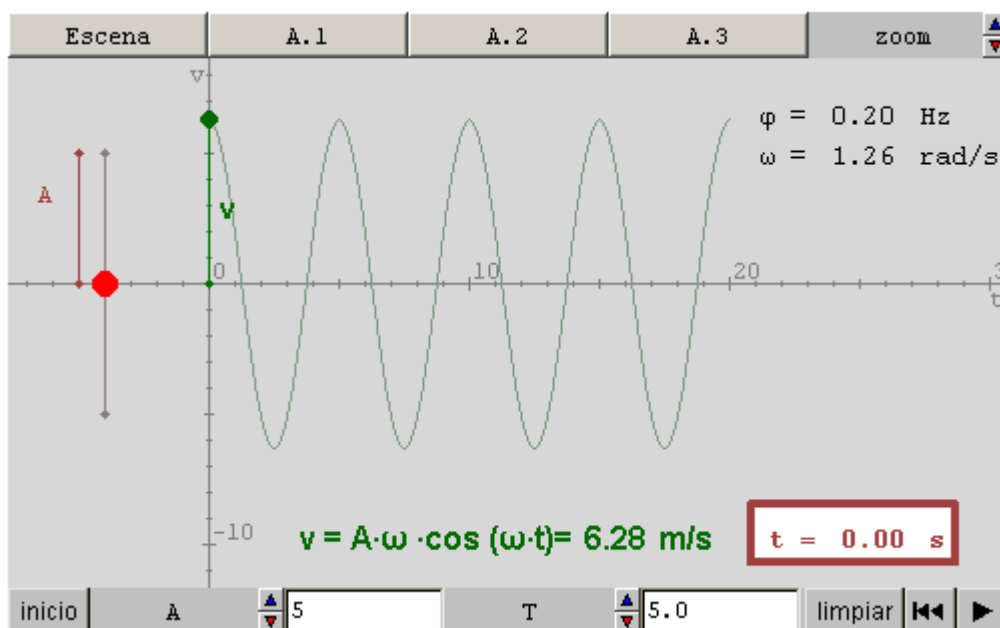 Escena A.1 A.2 A.3 zoom
v
φ = 0.20 Hz
ω = 1.26 rad/s
A
v
0 10 20 3
t
-10
v = A·ω ·cos (ω·t)= 6.28 m/s
t = 0.00 s
inicio A 5 T 5.0 limpiar